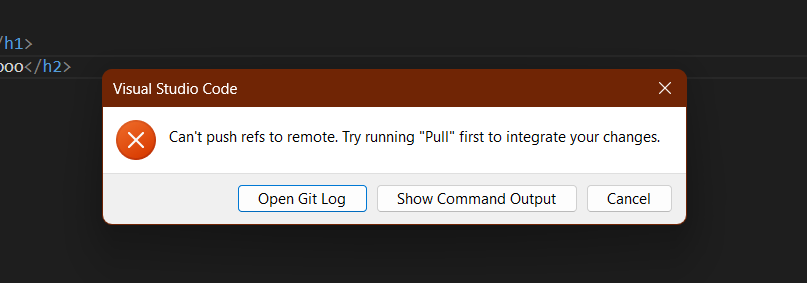 /h1>
ooo</h2>
Visual Studio Code
Can't push refs to remote. Try running "Pull" first to integrate your changes.
Open Git Log
Show Command Output
Cancel